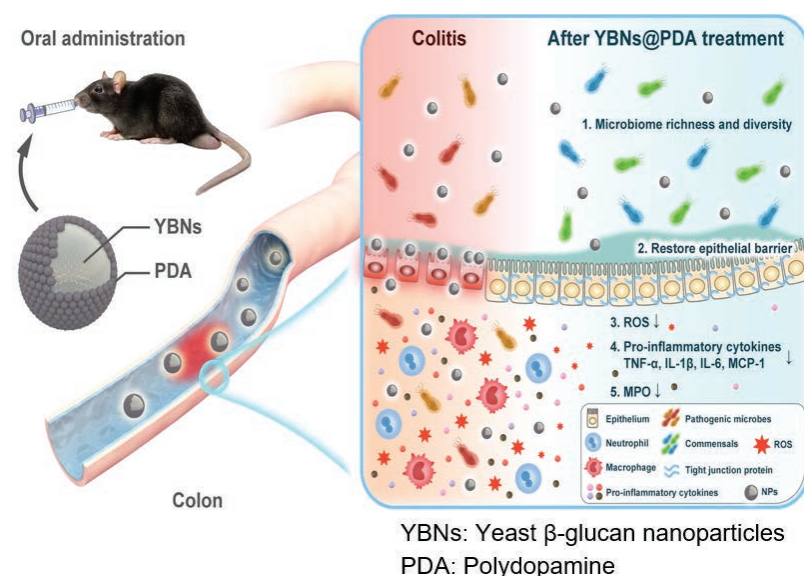 Oral administration
YBNs
PDA
Colon
Colitis
After YBNs@PDA treatment
1. Microbiome richness and diversity
2. Restore epithelial barrier
3. ROS ↓
4. Pro-inflammatory cytokines
TNF-α, IL-1β, IL-6, MCP-1 ↓
5. MPO ↓
Epithelium
Pathogenic microbes
Neutrophil
Commensals
ROS
Macrophage
Tight junction protein
Pro-inflammatory cytokines
NPs
YBNs: Yeast β-glucan nanoparticles
PDA: Polydopamine